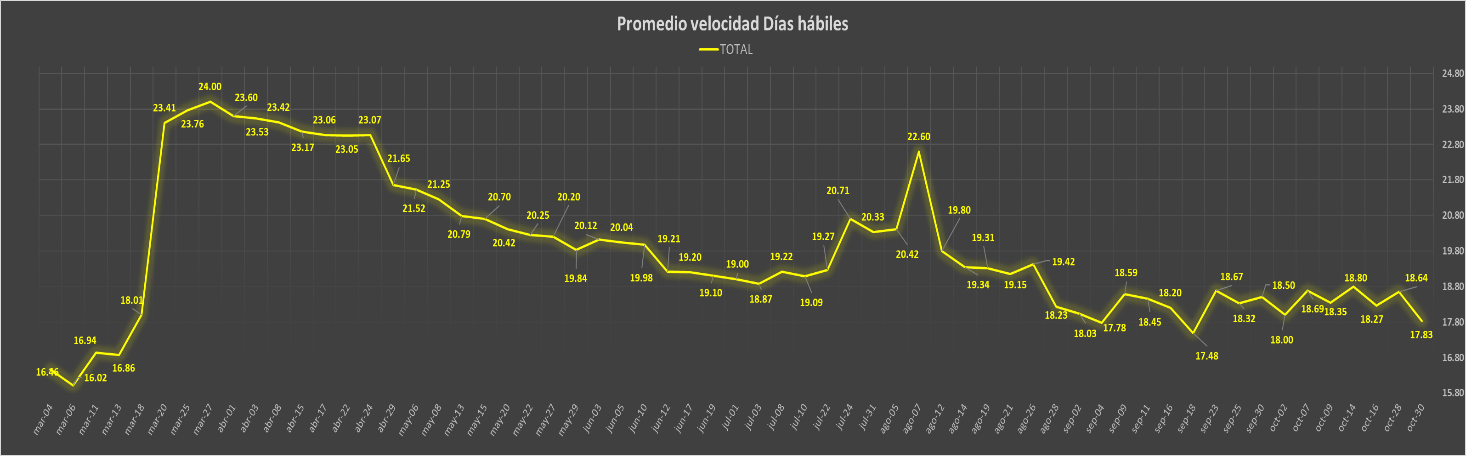 Promedio velocidad Días hábiles
TOTAL
24.80
23.80
22.80
21.80
20.80
19.80
18.80
17.80
16.80
15.80
16.46
16.02
16.94
16.86
18.01
23.41
23.76
24.00
23.60
23.53
23.42
23.17
23.06
23.05
23.07
21.65
21.52
21.25
20.79
20.70
20.42
20.25
20.20
19.84
20.12
20.04
19.98
19.21
19.20
19.10
19.00
18.87
19.22
19.09
19.27
20.71
20.33
20.42
22.60
19.80
19.34
19.31
19.15
19.42
18.23
18.03
17.78
18.59
18.45
18.20
17.48
18.67
18.32
18.50
18.00
18.69
18.35
18.80
18.27
18.64
17.83
mar-04
mar-06
mar-11
mar-13
mar-18
mar-20
mar-25
mar-27
abr-01
abr-03
abr-08
abr-15
abr-17
abr-22
abr-24
abr-29
may-06
may-08
may-13
may-15
may-20
may-22
may-27
may-29
jun-03
jun-05
jun-10
jun-12
jun-17
jun-19
jul-01
jul-03
jul-08
jul-10
jul-22
jul-24
jul-31
ago-05
ago-07
ago-12
ago-14
ago-19
ago-21
ago-26
ago-28
sep-02
sep-04
sep-09
sep-11
sep-16
sep-18
sep-23
sep-25
sep-30
oct-02
oct-07
oct-09
oct-14
oct-16
oct-28
oct-30